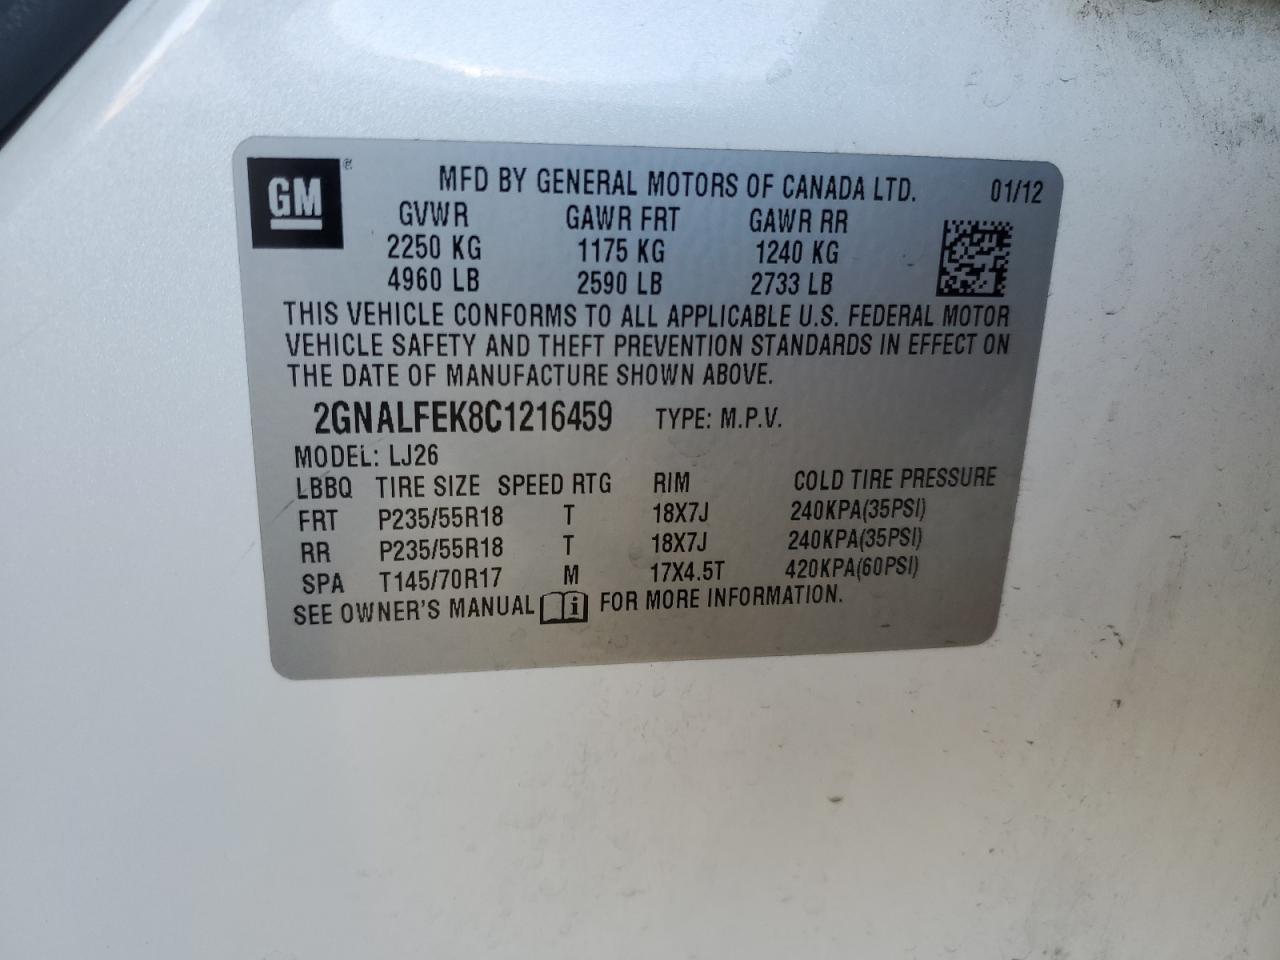 GM ®
MFD BY GENERAL MOTORS OF CANADA LTD. 01/12
GVWR GAWR FRT GAWR RR
2250 KG 1175 KG 1240 KG
4960 LB 2590 LB 2733 LB
THIS VEHICLE CONFORMS TO ALL APPLICABLE U.S. FEDERAL MOTOR
VEHICLE SAFETY AND THEFT PREVENTION STANDARDS IN EFFECT ON
THE DATE OF MANUFACTURE SHOWN ABOVE.
2GNALFEK8C1216459 TYPE: M.P.V.
MODEL: LJ26
LBBQ TIRE SIZE SPEED RTG RIM COLD TIRE PRESSURE
FRT P235/55R18 T 18X7J 240KPA(35PSI)
RR P235/55R18 T 18X7J 240KPA(35PSI)
SPA T145/70R17 M 17X4.5T 420KPA(60PSI)
SEE OWNER'S MANUAL i FOR MORE INFORMATION.